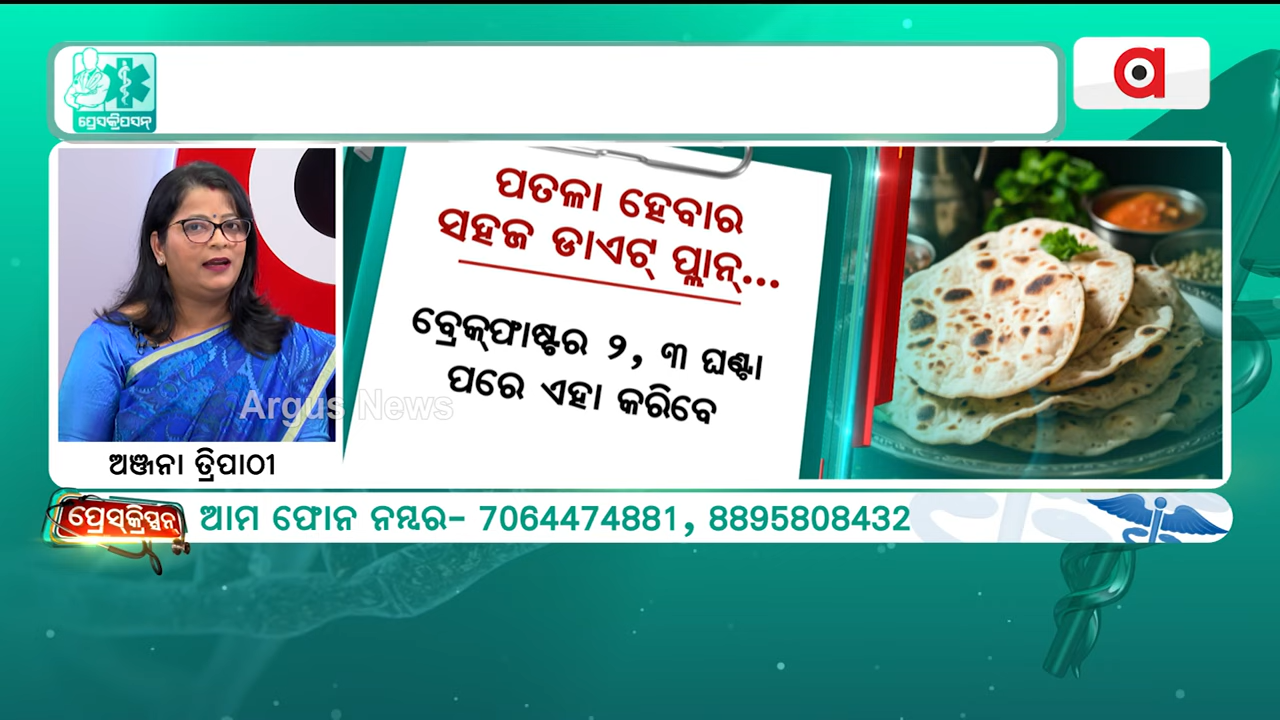 ପ୍ରେସକ୍ରିପସନ୍
a
ପତଳା ହେବାର
ସହଜ ଡାଏଟ୍ ପ୍ଲାନ୍...
ବ୍ରେକ୍‌ଫାଷ୍ଟର ୨, ୩ ଘଣ୍ଟା
ପରେ ଏହା କରିବେ
Argus News
ଅଞ୍ଜନା ତ୍ରିପାଠୀ
ପ୍ରେସ୍କ୍ରିପ୍ସନ୍
ଆମ ଫୋନ ନମ୍ବର- 7064474881, 8895808432